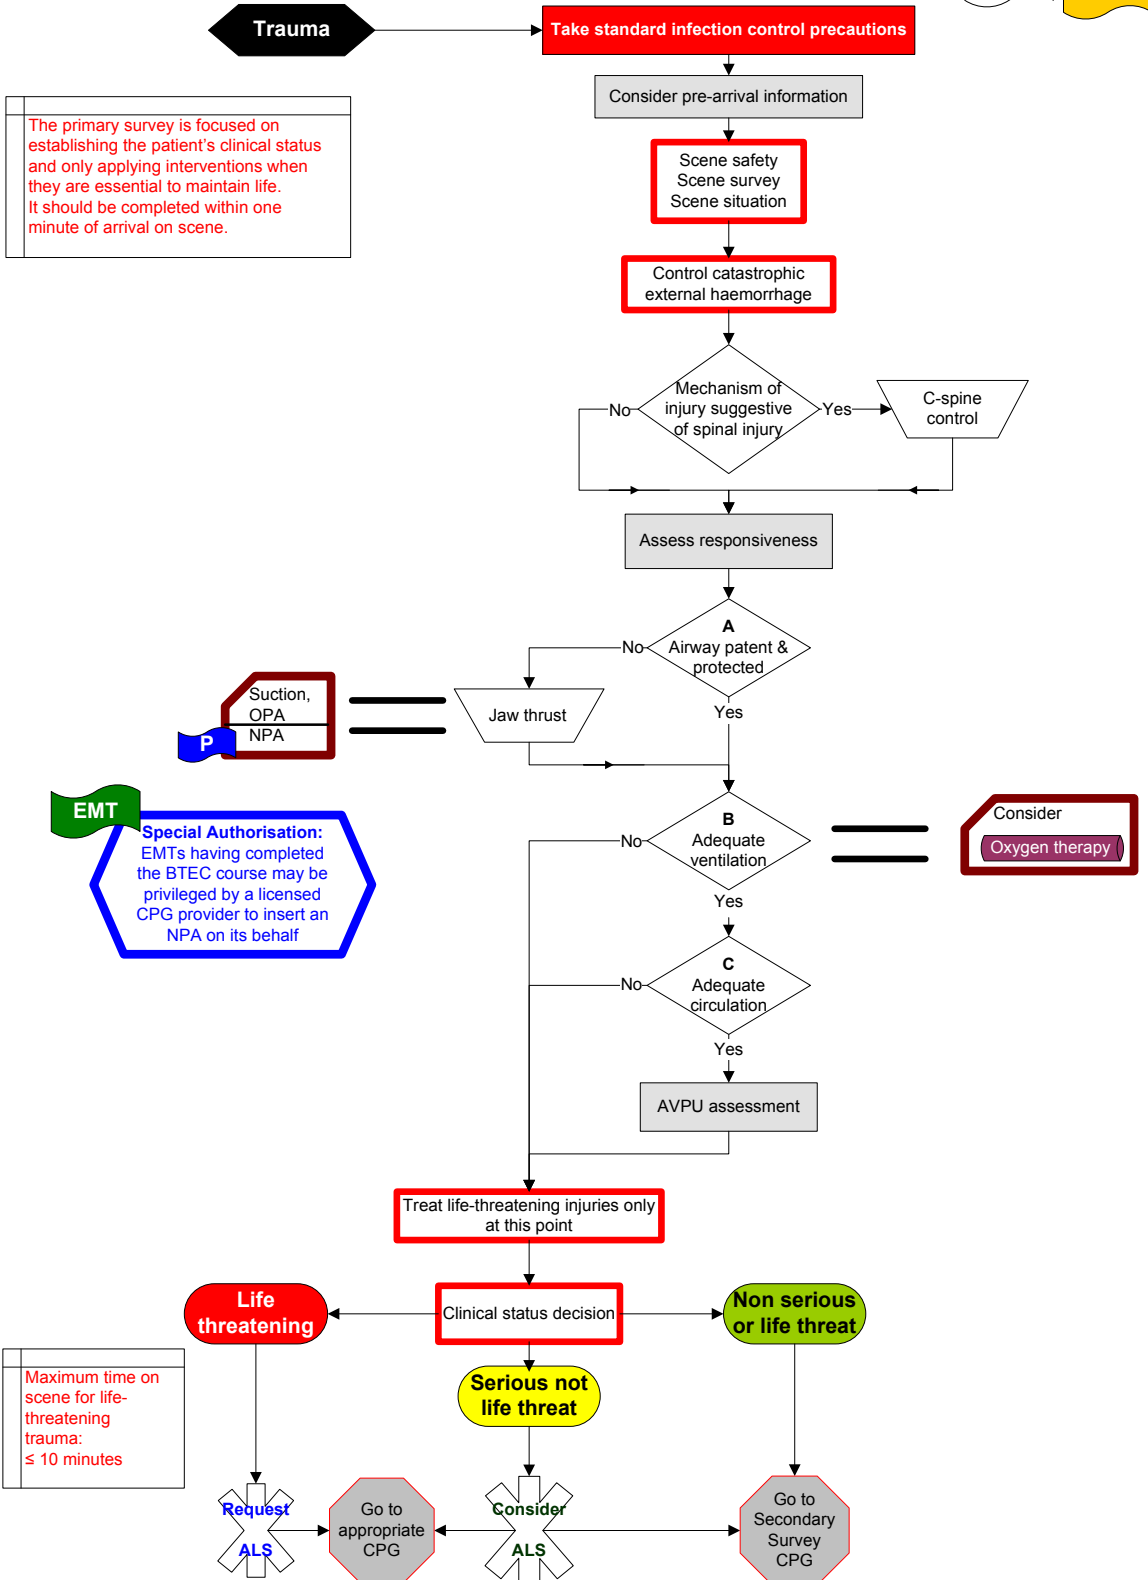 Trauma
Take standard infection control precautions
Consider pre-arrival information
The primary survey is focused on
establishing the patient's clinical status
and only applying interventions when
they are essential to maintain life.
It should be completed within one
minute of arrival on scene.
Scene safety
Scene survey
Scene situation
Control catastrophic
external haemorrhage
Mechanism of
injury suggestive
of spinal injury
No
Yes
C-spine
control
Assess responsiveness
A
Airway patent &
protected
No
Yes
Jaw thrust
Suction,
OPA
NPA
P
EMT
Special Authorisation:
EMTs having completed
the BTEC course may be
privileged by a licensed
CPG provider to insert an
NPA on its behalf
B
Adequate
ventilation
No
Yes
Consider
Oxygen therapy
C
Adequate
circulation
No
Yes
AVPU assessment
Treat life-threatening injuries only
at this point
Clinical status decision
Life
threatening
Non serious
or life threat
Serious not
life threat
Maximum time on
scene for life-
threatening
trauma:
≤ 10 minutes
Request
ALS
Go to
appropriate
CPG
Consider
ALS
Go to
Secondary
Survey
CPG